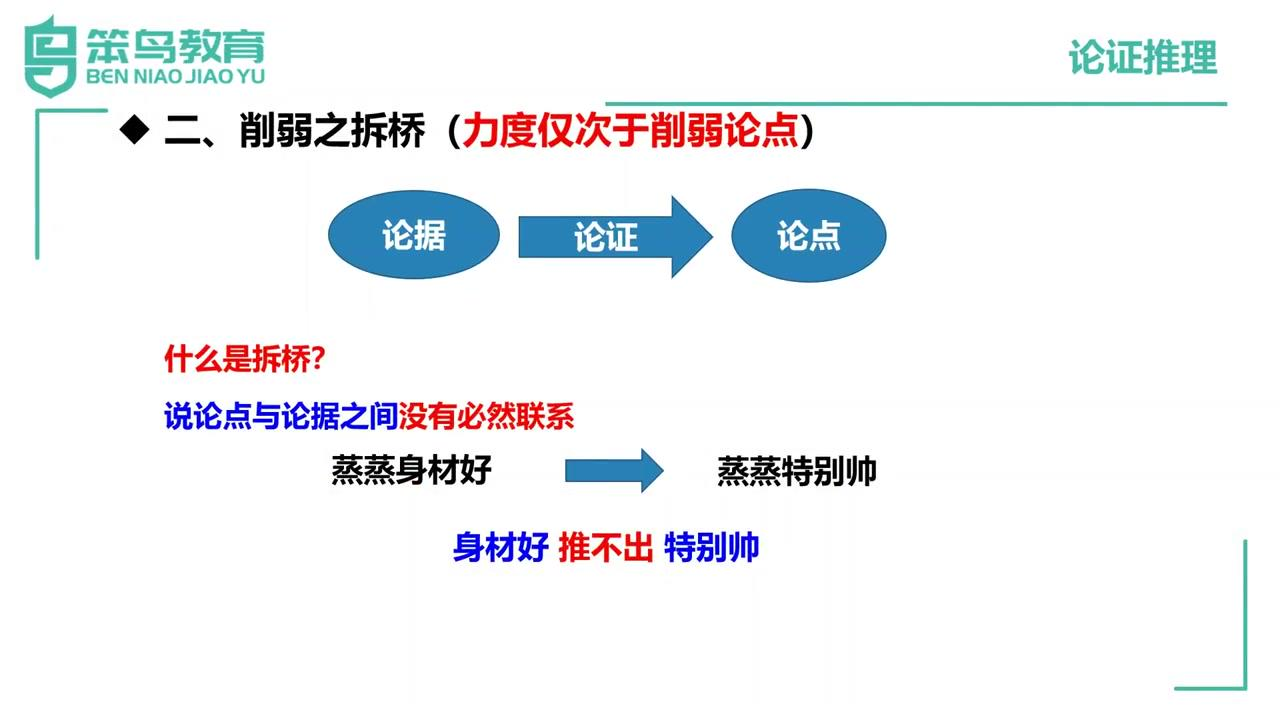 笨鸟教育
BEN NIAO JIAO YU
论证推理
◆ 二、削弱之拆桥（力度仅次于削弱论点）
论据 论证 论点
什么是拆桥?
说论点与论据之间没有必然联系
蒸蒸身材好 蒸蒸特别帅
身材好 推不出 特别帅